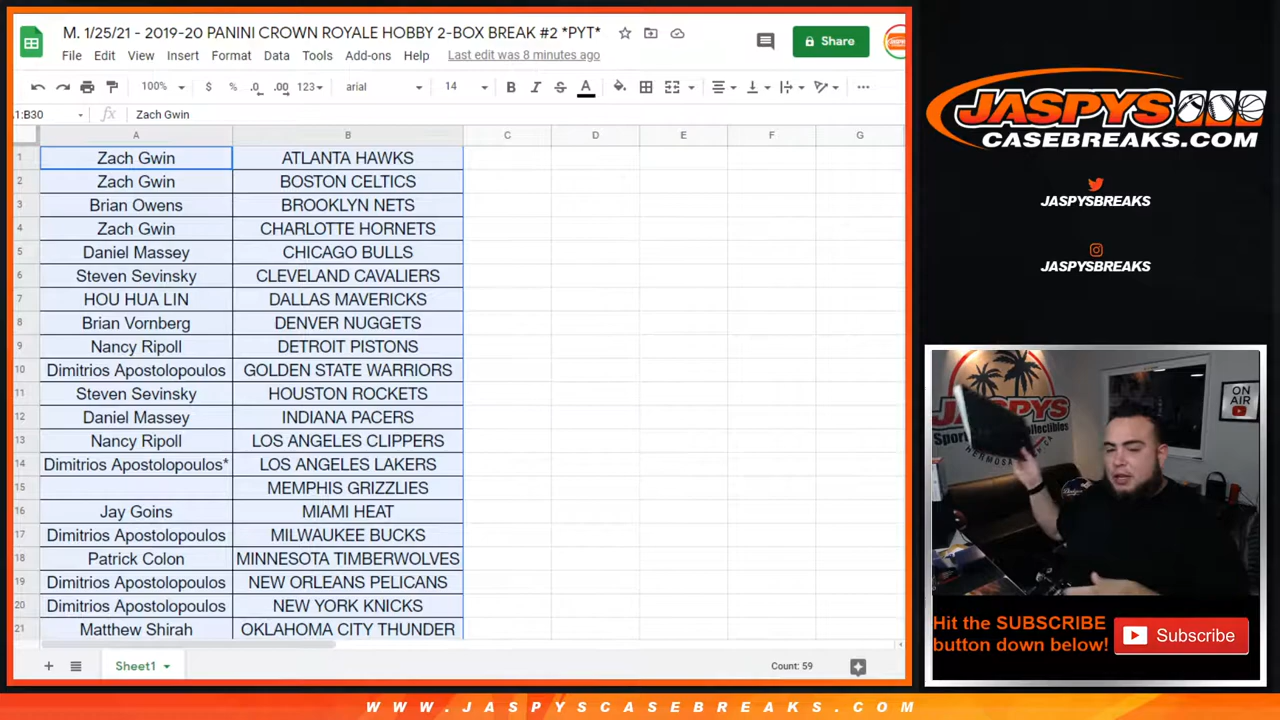 M. 1/25/21 - 2019-20 PANINI CROWN ROYALE HOBBY 2-BOX BREAK #2 *PYT*
File Edit View Insert Format Data Tools Add-ons Help Last edit was 8 minutes ago
Share
100% $ % .0 .00 123 arial 14 B I S A
1:B30 fx Zach Gwin
A B C D E F G
1 Zach Gwin ATLANTA HAWKS
2 Zach Gwin BOSTON CELTICS
3 Brian Owens BROOKLYN NETS
4 Zach Gwin CHARLOTTE HORNETS
5 Daniel Massey CHICAGO BULLS
6 Steven Sevinsky CLEVELAND CAVALIERS
7 HOU HUA LIN DALLAS MAVERICKS
8 Brian Vornberg DENVER NUGGETS
9 Nancy Ripoll DETROIT PISTONS
10 Dimitrios Apostolopoulos GOLDEN STATE WARRIORS
11 Steven Sevinsky HOUSTON ROCKETS
12 Daniel Massey INDIANA PACERS
13 Nancy Ripoll LOS ANGELES CLIPPERS
14 Dimitrios Apostolopoulos* LOS ANGELES LAKERS
15 MEMPHIS GRIZZLIES
16 Jay Goins MIAMI HEAT
17 Dimitrios Apostolopoulos MILWAUKEE BUCKS
18 Patrick Colon MINNESOTA TIMBERWOLVES
19 Dimitrios Apostolopoulos NEW ORLEANS PELICANS
20 Dimitrios Apostolopoulos NEW YORK KNICKS
21 Matthew Shirah OKLAHOMA CITY THUNDER
Sheet1 Count: 59
JASPYS
CASEBREAKS.COM
JASPYSBREAKS
JASPYSBREAKS
JASPYS
HERMOSA
CA
ON
AIR
Hit the SUBSCRIBE
button down below!
Subscribe
WWW.JASPYSCASEBREAKS.COM